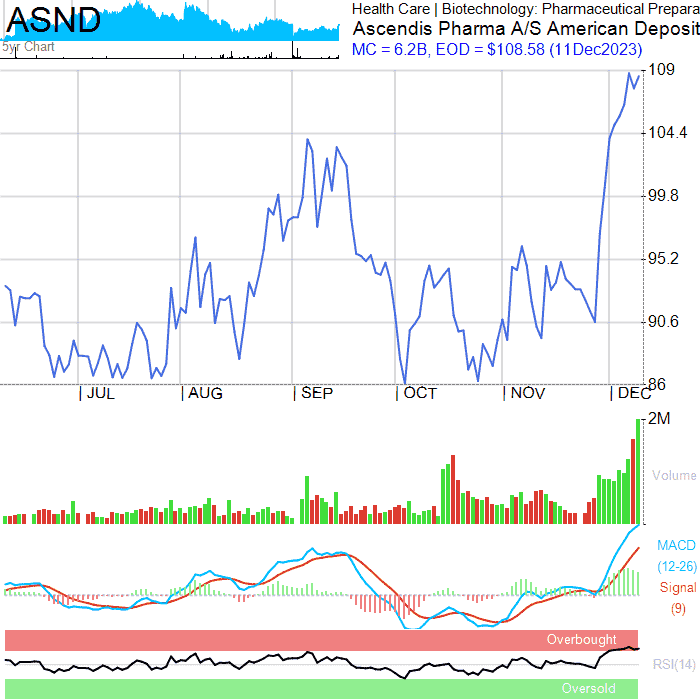 ASND
5yr Chart
Health Care | Biotechnology: Pharmaceutical Prepara
Ascendis Pharma A/S American Deposit
MC = 6.2B, EOD = $108.58 (11Dec2023)
109
104.4
99.8
95.2
90.6
86
| JUL | AUG | SEP | OCT | NOV | DEC
2M
Volume
MACD
(12-26)
Signal
(9)
Overbought
RSI(14)
Oversold